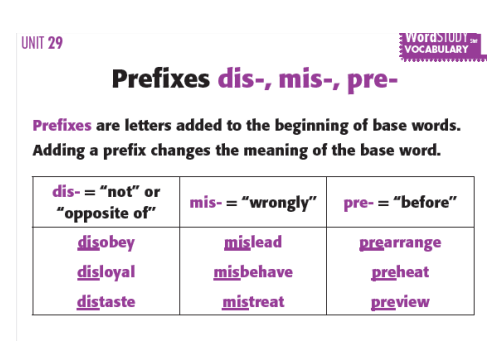 UNIT 29
WordSTUDY
VOCABULARY
Prefixes dis-, mis-, pre-
Prefixes are letters added to the beginning of base words.
Adding a prefix changes the meaning of the base word.
dis- = “not” or
“opposite of”
mis- = “wrongly”
pre- = “before”
disobey
mislead
prearrange
disloyal
misbehave
preheat
distaste
mistreat
preview